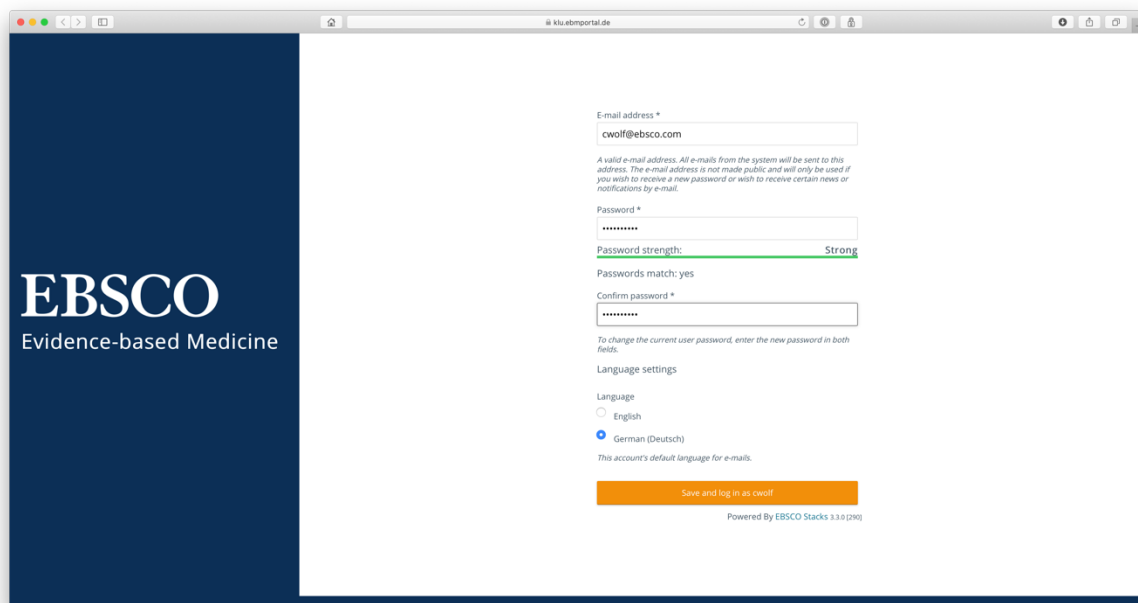 klu.ebmportal.de
E-mail address *
cwolf@ebsco.com
A valid e-mail address. All e-mails from the system will be sent to this
address. The e-mail address is not made public and will only be used if
you wish to receive a new password or wish to receive certain news or
notifications by e-mail.
Password *
••••••••••
Password strength: Strong
Passwords match: yes
Confirm password *
••••••••••
To change the current user password, enter the new password in both
fields.
Language settings
Language
English
German (Deutsch)
This account's default language for e-mails.
Save and log in as cwolf
Powered By EBSCO Stacks 3.3.0 [290]
EBSCO
Evidence-based Medicine